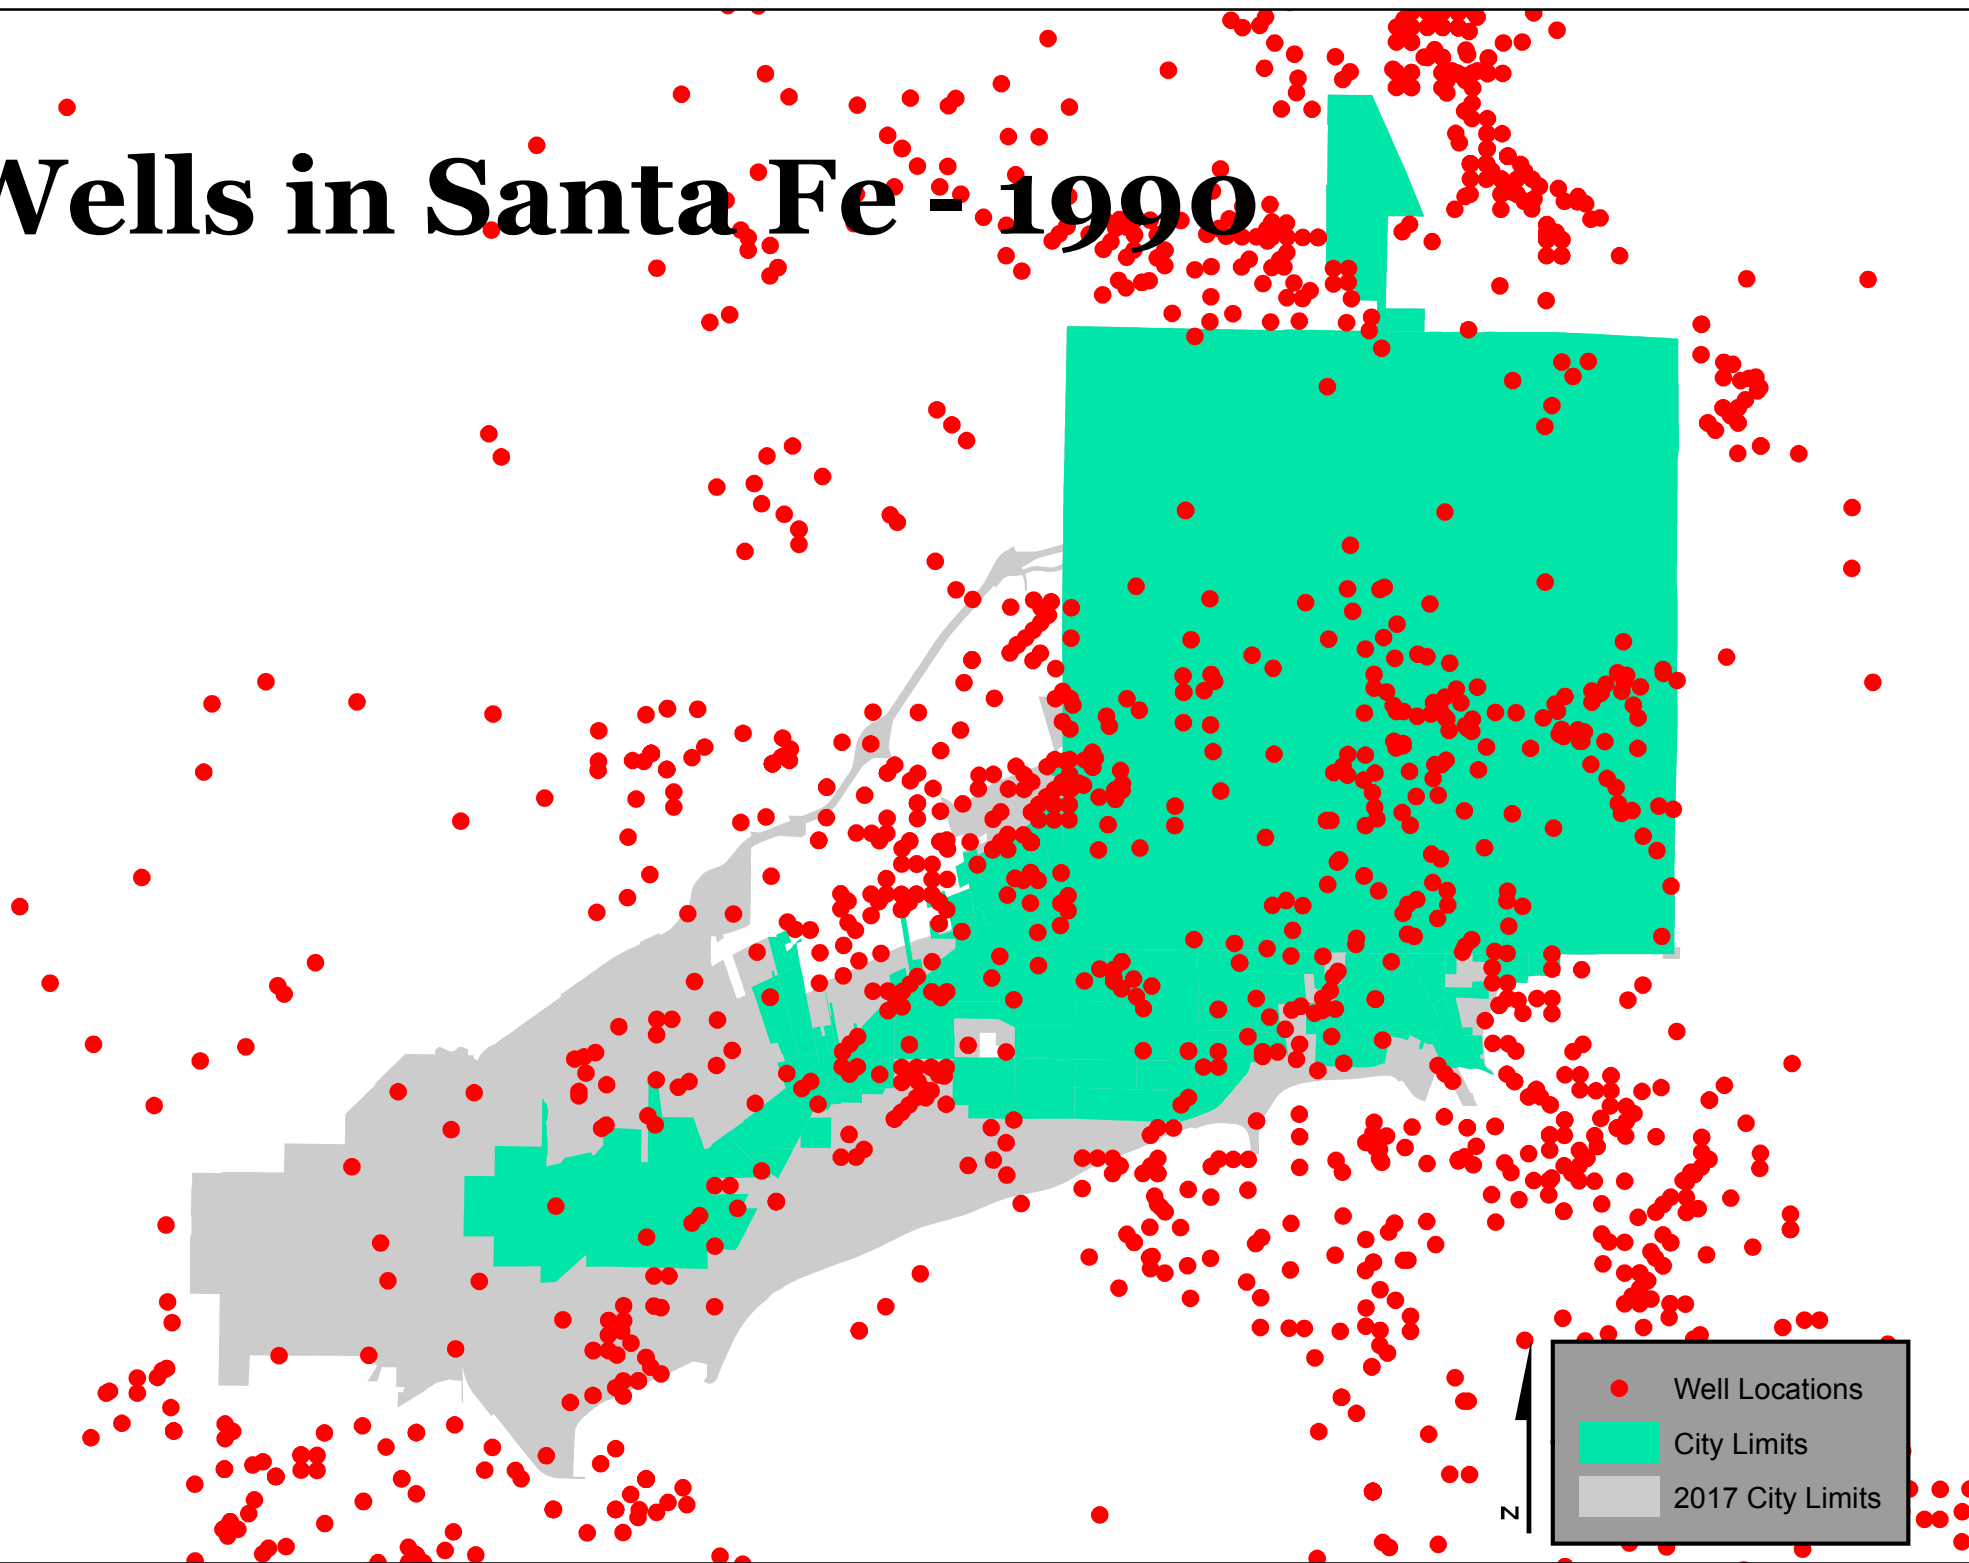 Wells in Santa Fe - 1990
Well Locations
City Limits
2017 City Limits
N